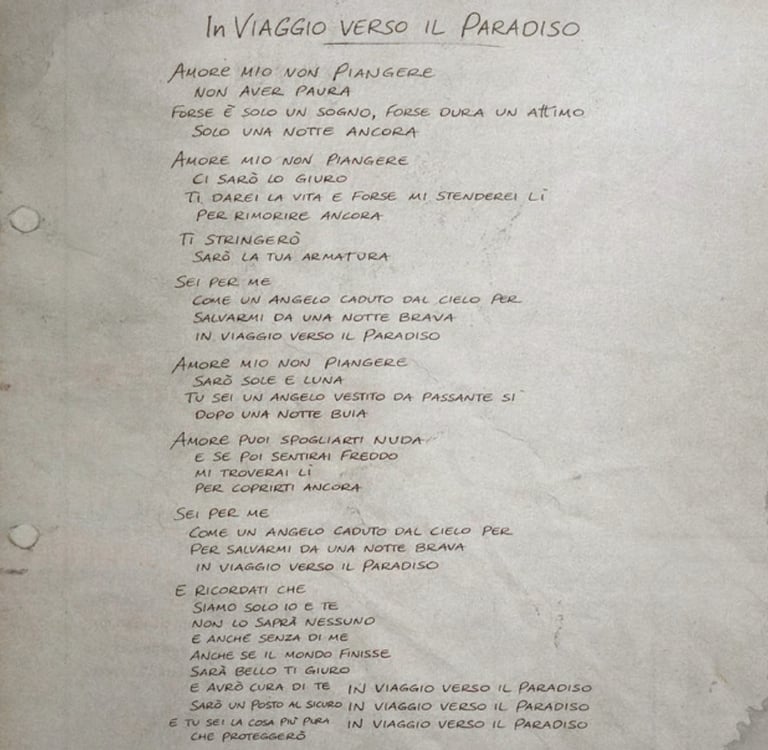 In VIAGGIO VERSO IL PARADISO
AMORE MIO NON PIANGERE
NON AVER PAURA
FORSE È SOLO UN SOGNO, FORSE DURA UN ATTIMO
SOLO UNA NOTTE ANCORA
AMORE MIO NON PIANGERE
CI SARÒ LO GIURO
TI DAREI LA VITA E FORSE MI STENDEREI LÌ
PER RIMORIRE ANCORA
TI STRINGERÒ
SARÒ LA TUA ARMATURA
SEI PER ME
COME UN ANGELO CADUTO DAL CIELO PER
SALVARMI DA UNA NOTTE BRAVA
IN VIAGGIO VERSO IL PARADISO
AMORE MIO NON PIANGERE
SARÒ SOLE E LUNA
TU SEI UN ANGELO VESTITO DA PASSANTE SI
DOPO UNA NOTTE BUIA
AMORE PUOI SPOGLIARTI NUDA
E SE POI SENTIRAI FREDDO
MI TROVERAI LÌ
PER COPRIRTI ANCORA
SEI PER ME
COME UN ANGELO CADUTO DAL CIELO PER
PER SALVARMI DA UNA NOTTE BRAVA
IN VIAGGIO VERSO IL PARADISO
E RICORDATI CHE
SIAMO SOLO IO E TE
NON LO SAPRÀ NESSUNO
E ANCHE SENZA DI ME
ANCHE SE IL MONDO FINISSE
SARÀ BELLO TI GIURO
E AVRÒ CURA DI TE IN VIAGGIO VERSO IL PARADISO
SARÒ UN POSTO AL SICURO IN VIAGGIO VERSO IL PARADISO
E TU SEI LA COSA PIÙ PURA IN VIAGGIO VERSO IL PARADISO
CHE PROTEGGERÒ